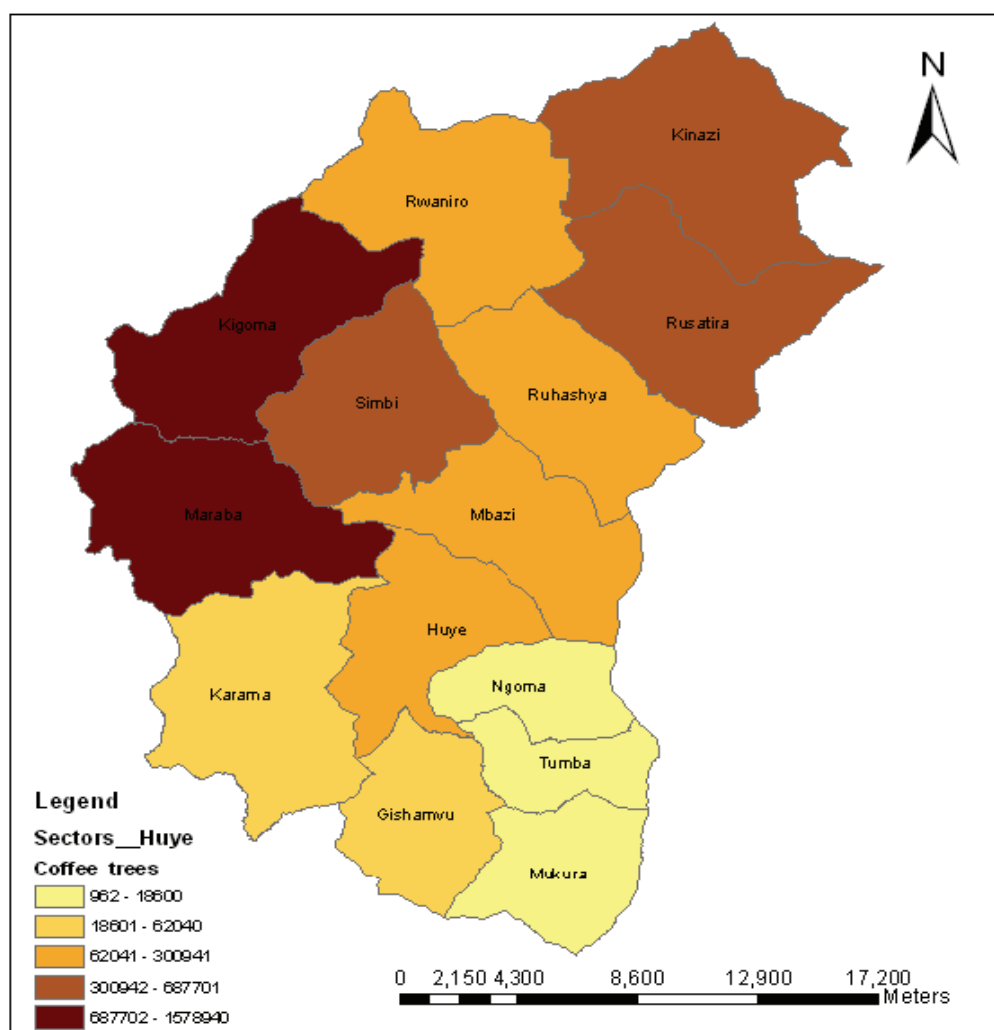 N
Kinazi
Rwaniro
Kigoma
Rusatira
Simbi
Ruhashya
Maraba
Mbazi
Huye
Karama
Ngoma
Tumba
Gishamvu
Mukura
Legend
Sectors__Huye
Coffee trees
962 - 18600
18601 - 62040
62041 - 300941
300942 - 687701
687702 - 1578940
0 2,150 4,300 8,600 12,900 17,200
Meters